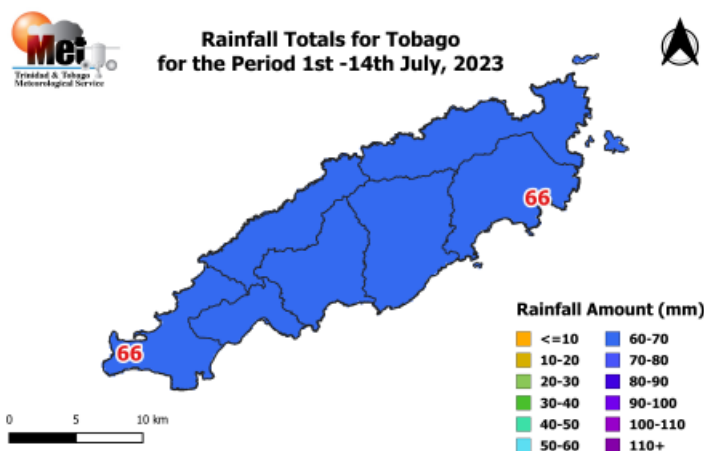 Met
Trinidad & Tobago
Meteorological Service
Rainfall Totals for Tobago
for the Period 1st -14th July, 2023
66
66
Rainfall Amount (mm)
<=10
10-20
20-30
30-40
40-50
50-60
60-70
70-80
80-90
90-100
100-110
110+
0 5 10 km